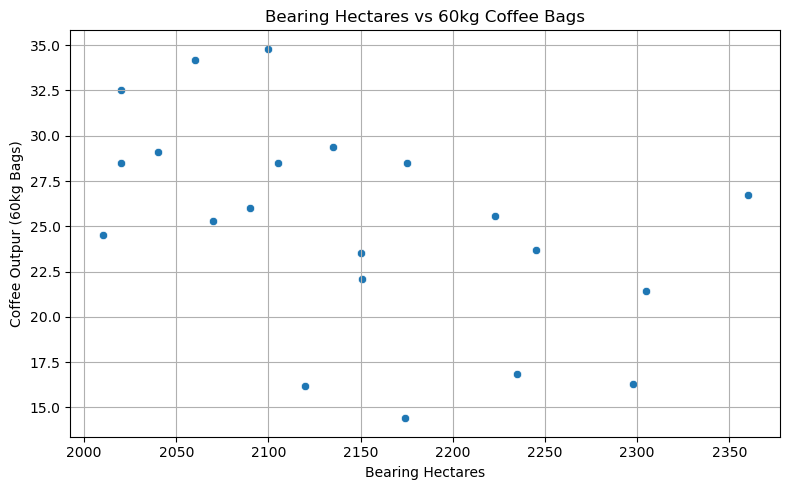 Bearing Hectares vs 60kg Coffee Bags
Coffee Outpur (60kg Bags)
35.0
32.5
30.0
27.5
25.0
22.5
20.0
17.5
15.0
2000 2050 2100 2150 2200 2250 2300 2350
Bearing Hectares